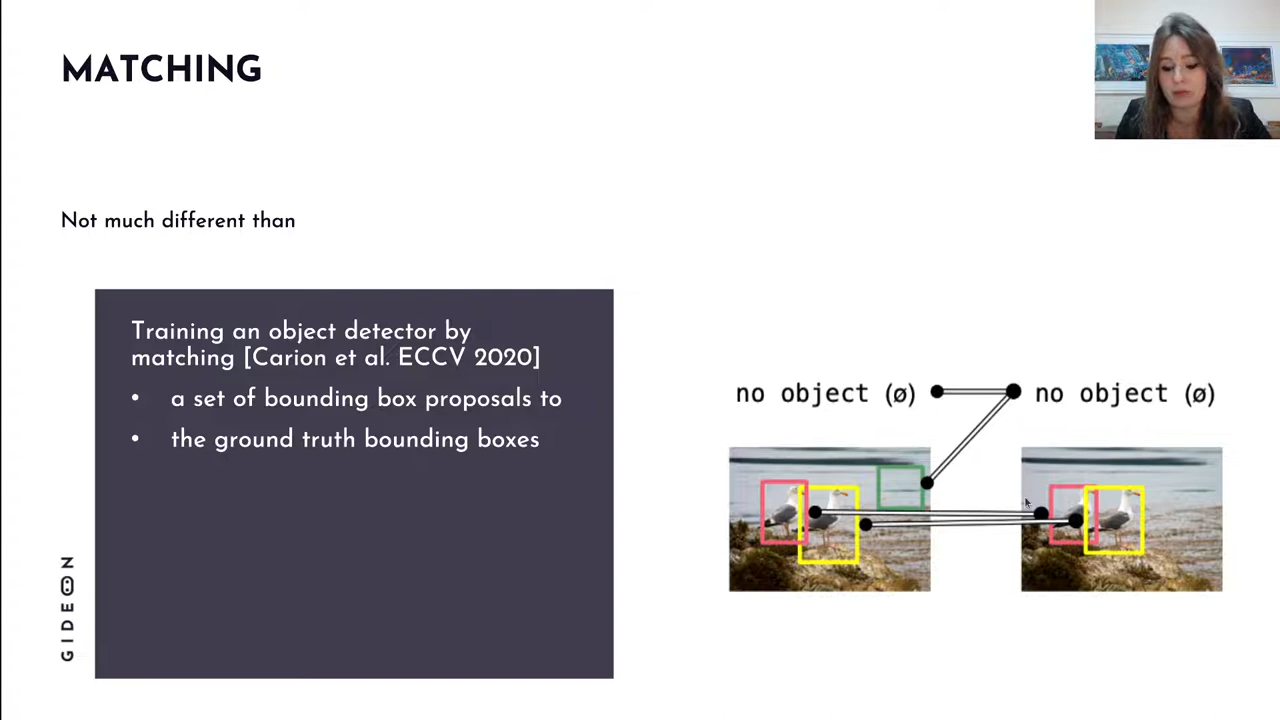 MATCHING
Not much different than
Training an object detector by
matching [Carion et al. ECCV 2020]
• a set of bounding box proposals to
• the ground truth bounding boxes
no object (ø)
no object (ø)
GIDEON